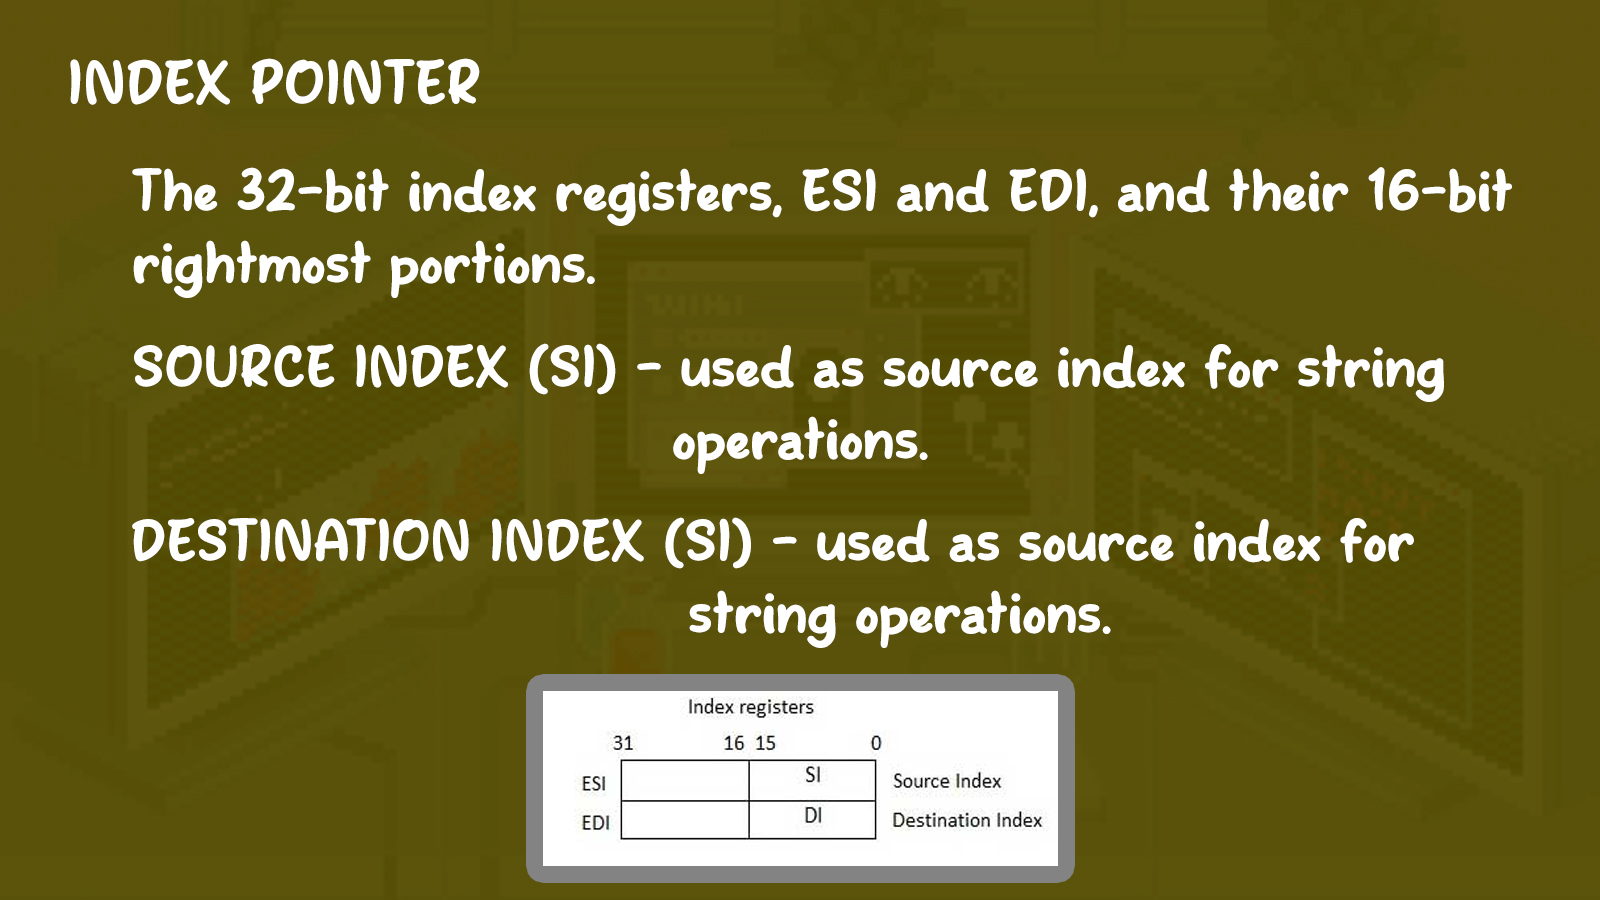 INDEX POINTER
The 32-bit index registers, ESI and EDI, and their 16-bit
rightmost portions.
SOURCE INDEX (SI) - used as source index for string
operations.
DESTINATION INDEX (SI) - used as source index for
string operations.
Index registers
31 16 15 0
ESI SI Source Index
EDI DI Destination Index